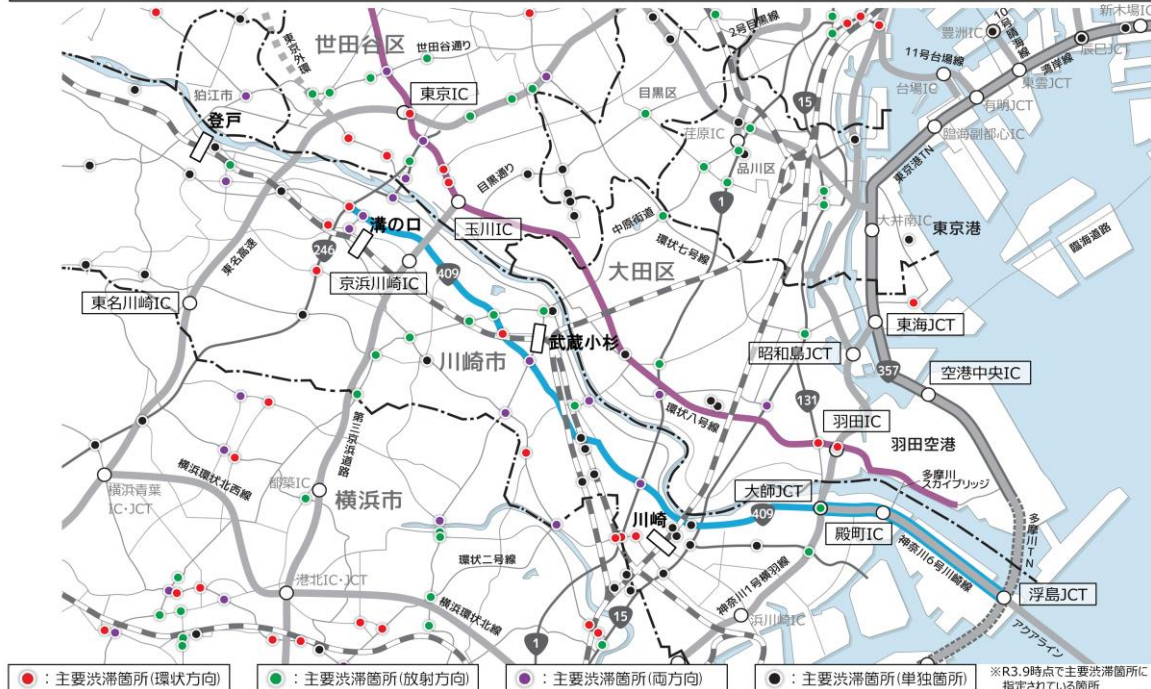 世田谷区
世田谷通り
東京外環
狛江市
登戸
東京IC
目黒区
2号目黒線
荏原IC
品川区
15
1
11号台場線
豊洲IC
10号晴海線
新木場IC
辰巳JCT
湾岸線
東雲JCT
台場IC
有明JCT
臨海副都心IC
東京港TN
大井南IC
東京港
臨海道路
目黒通り
中原街道
環状七号線
溝の口
玉川IC
246
京浜川崎IC
409
東名高速
東名川崎IC
大田区
武蔵小杉
川崎市
昭和島JCT
東海JCT
357
空港中央IC
131
羽田IC
羽田空港
環状八号線
多摩川
スカイブリッジ
第三京浜道路
横浜環状北西線
横浜青葉
IC・JCT
都築IC
横浜市
大師JCT
川崎
409
殿町IC
多摩川TN
神奈川6号川崎線
浮島JCT
環状二号線
神奈川1号横羽線
港北IC・JCT
横浜環状北線
15
1
浜川崎IC
アクアライン
：主要渋滞箇所(環状方向)
：主要渋滞箇所(放射方向)
：主要渋滞箇所(両方向)
：主要渋滞箇所(単独箇所)
※R3.9時点で主要渋滞箇所に
指定されている箇所